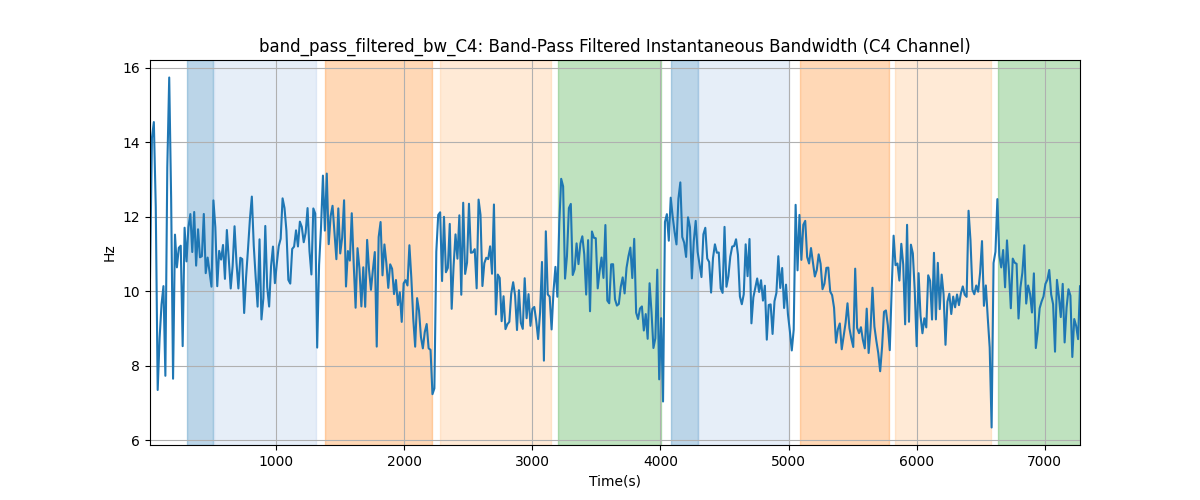 band_pass_filtered_bw_C4: Band-Pass Filtered Instantaneous Bandwidth (C4 Channel)
16
14
12
10
8
6
Hz
1000 2000 3000 4000 5000 6000 7000
Time(s)